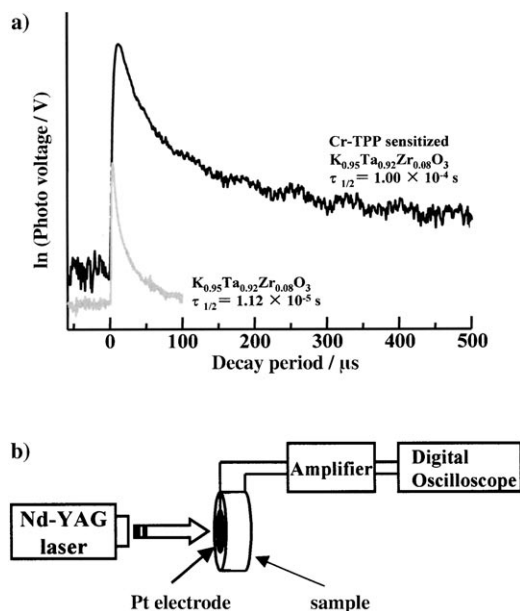 a)
ln (Photo voltage / V)
Cr-TPP sensitized
K0.95Ta0.92Zr0.08O3
τ 1/2 = 1.00 × 10-4 s
K0.95Ta0.92Zr0.08O3
τ 1/2 = 1.12 × 10-5 s
0 100 200 300 400 500
Decay period / μs
b)
Amplifier
Digital
Oscilloscope
Nd-YAG
laser
Pt electrode
sample